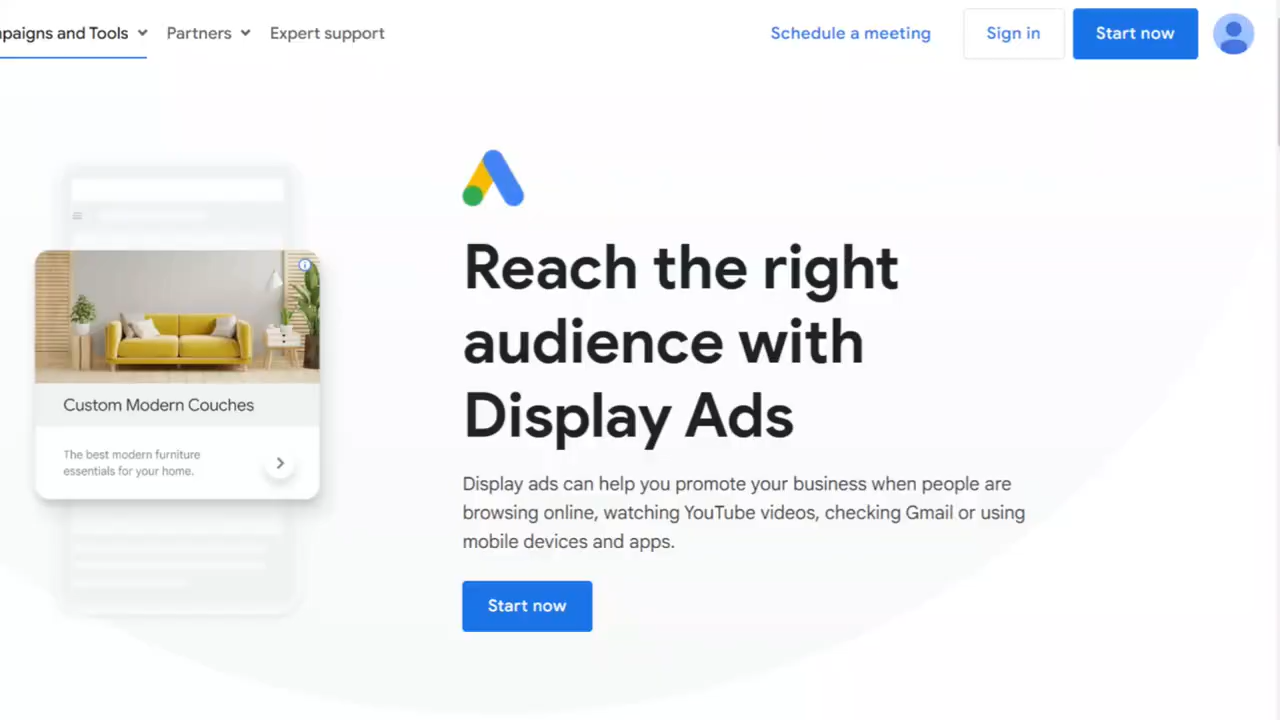 paigns and Tools Partners Expert support Schedule a meeting Sign in Start now
Reach the right
audience with
Display Ads
Custom Modern Couches
The best modern furniture
essentials for your home.
Display ads can help you promote your business when people are
browsing online, watching YouTube videos, checking Gmail or using
mobile devices and apps.
Start now